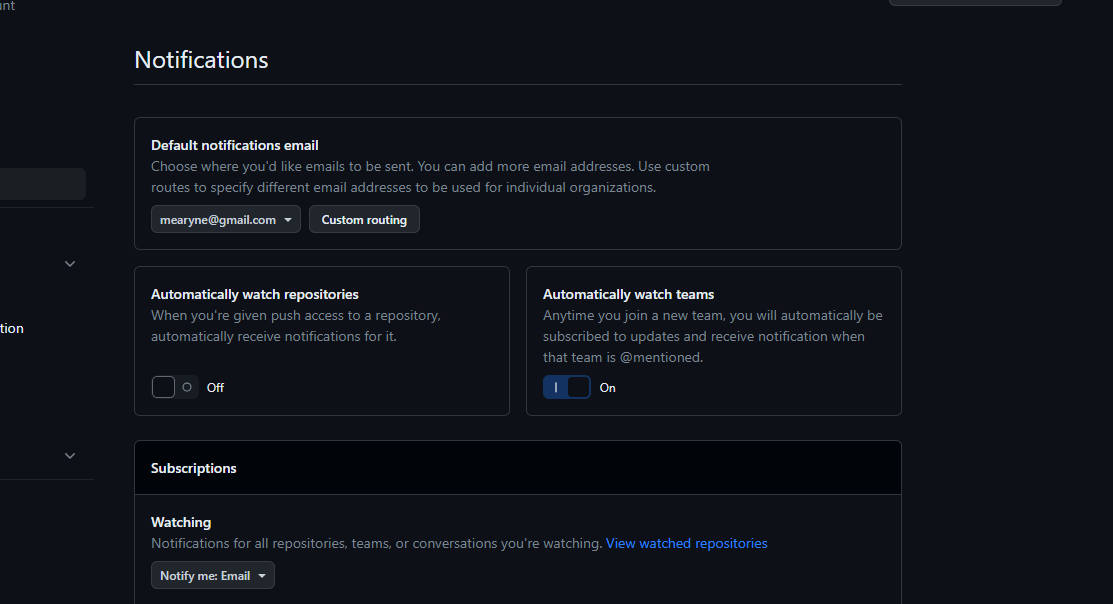 Notifications
Default notifications email
Choose where you'd like emails to be sent. You can add more email addresses. Use custom
routes to specify different email addresses to be used for individual organizations.
mearyne@gmail.com
Custom routing
Automatically watch repositories
When you're given push access to a repository,
automatically receive notifications for it.
Off
Automatically watch teams
Anytime you join a new team, you will automatically be
subscribed to updates and receive notification when
that team is @mentioned.
On
Subscriptions
Watching
Notifications for all repositories, teams, or conversations you're watching. View watched repositories
Notify me: Email